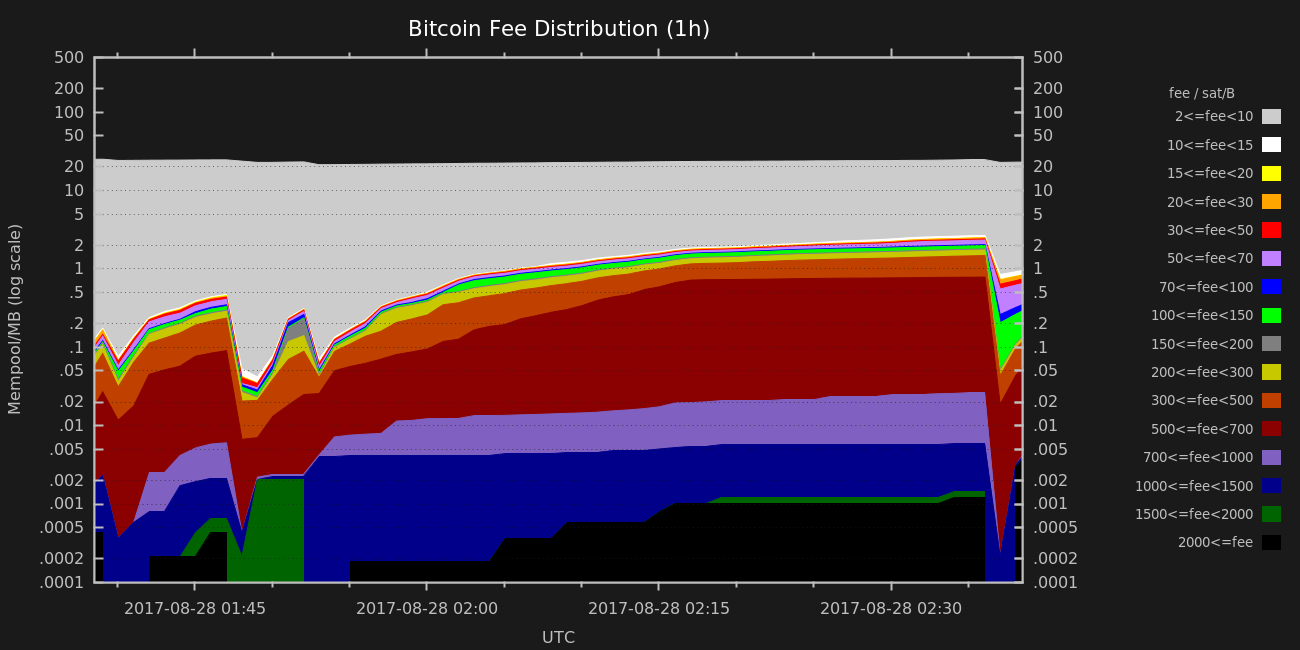 Bitcoin Fee Distribution (1h)
Mempool/MB (log scale)
500
200
100
50
20
10
5
2
1
.5
.2
.1
.05
.02
.01
.005
.002
.001
.0005
.0002
.0001
500
200
100
50
20
10
5
2
1
.5
.2
.1
.05
.02
.01
.005
.002
.001
.0005
.0002
.0001
2017-08-28 01:45
2017-08-28 02:00
2017-08-28 02:15
2017-08-28 02:30
UTC
fee / sat/B
2<=fee<10
10<=fee<15
15<=fee<20
20<=fee<30
30<=fee<50
50<=fee<70
70<=fee<100
100<=fee<150
150<=fee<200
200<=fee<300
300<=fee<500
500<=fee<700
700<=fee<1000
1000<=fee<1500
1500<=fee<2000
2000<=fee